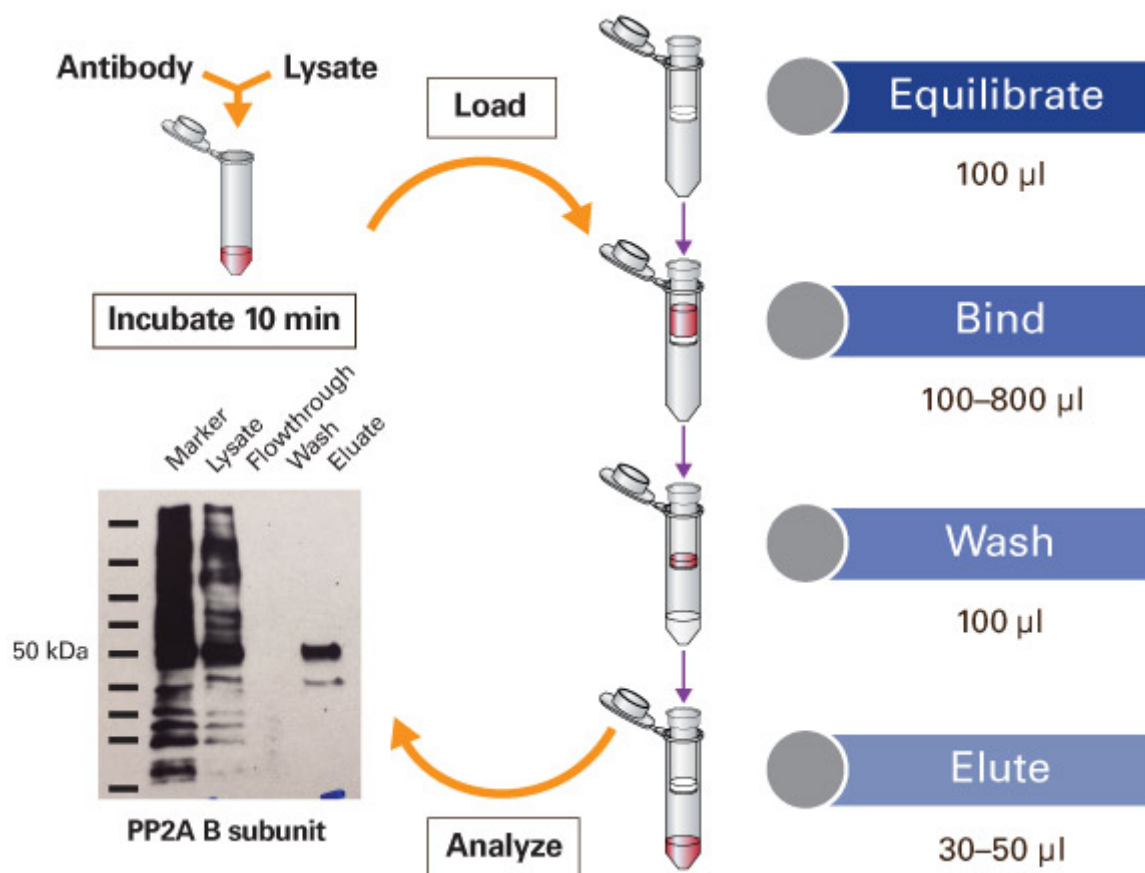 Antibody Lysate
Incubate 10 min
Load
Equilibrate
100 µl
Bind
100–800 µl
Wash
100 µl
Elute
30–50 µl
Marker
Lysate
Flowthrough
Wash
Eluate
50 kDa
PP2A B subunit
Analyze